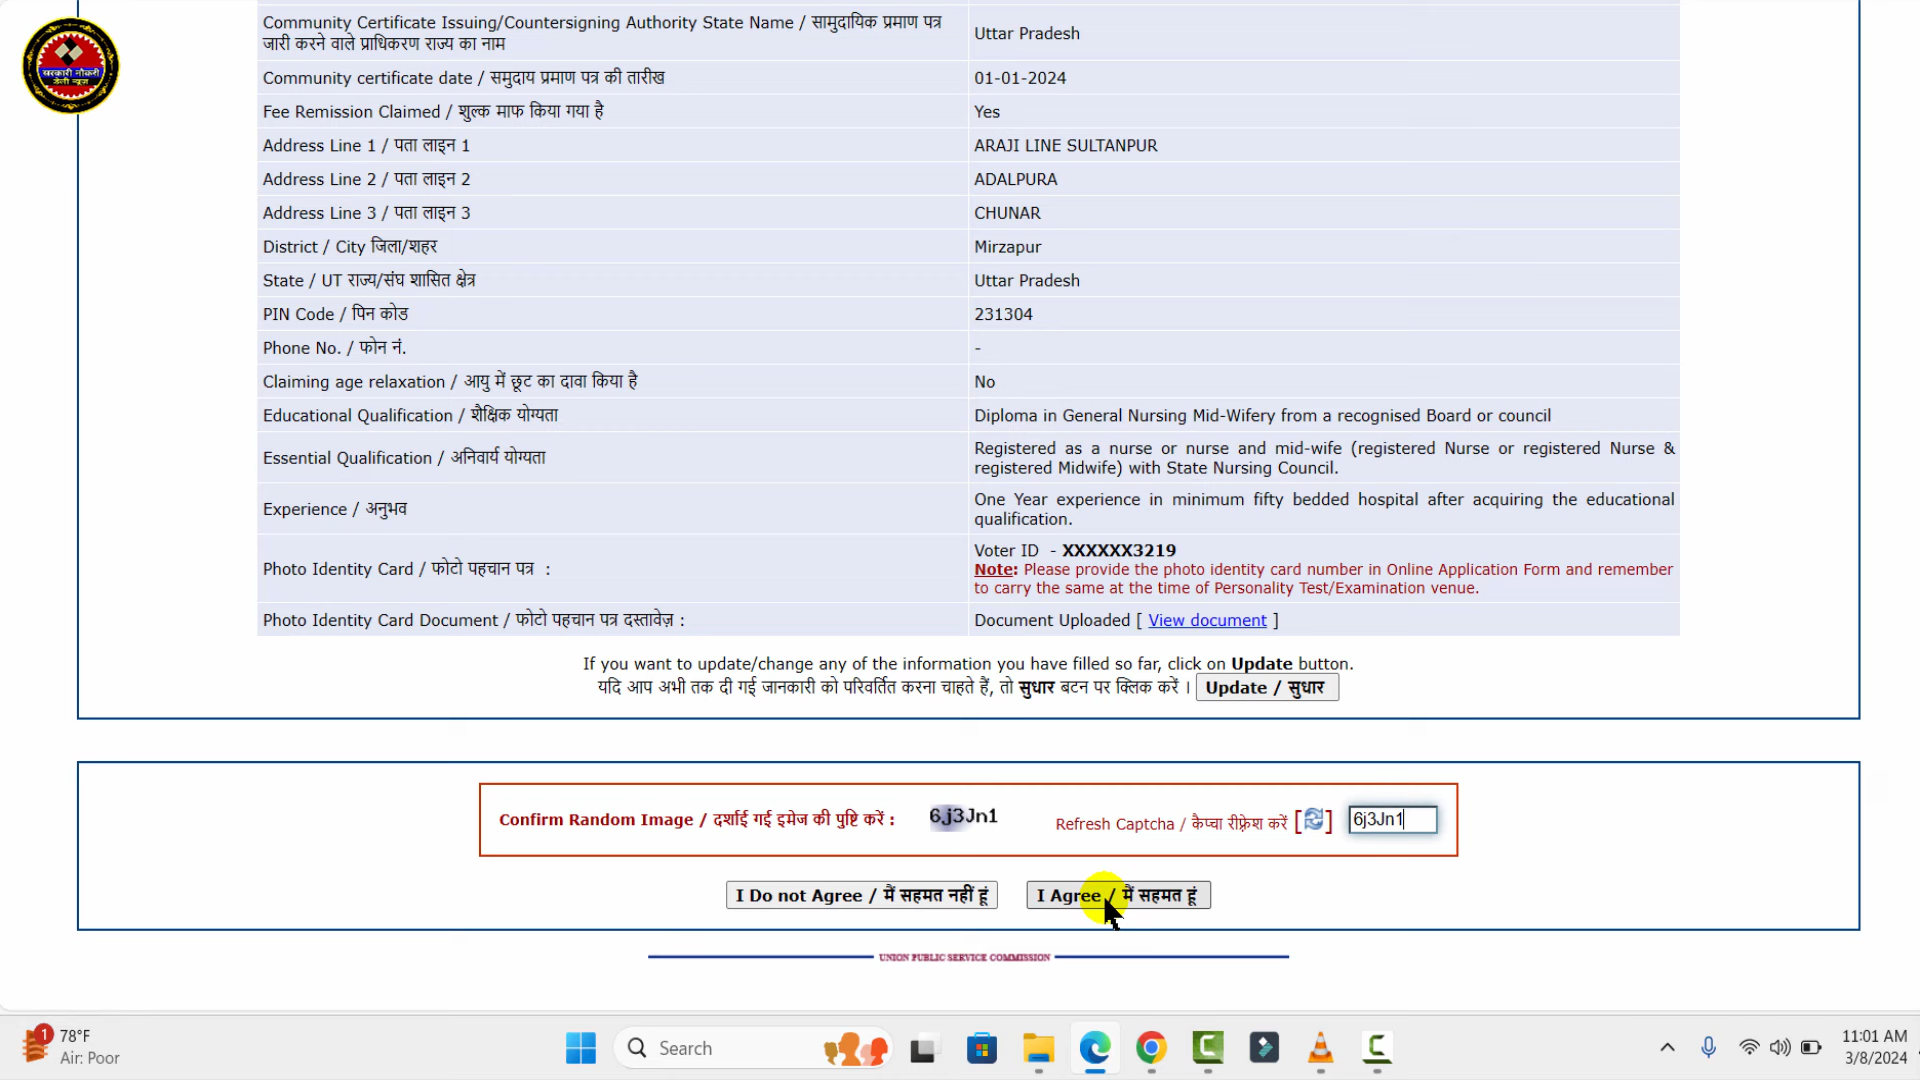 सरकारी नौकरी
डेली न्यूज
Community Certificate Issuing/Countersigning Authority State Name / सामुदायिक प्रमाण पत्र
जारी करने वाले प्राधिकरण राज्य का नाम
Uttar Pradesh
Community certificate date / समुदाय प्रमाण पत्र की तारीख
01-01-2024
Fee Remission Claimed / शुल्क माफ किया गया है
Yes
Address Line 1 / पता लाइन 1
ARAJI LINE SULTANPUR
Address Line 2 / पता लाइन 2
ADALPURA
Address Line 3 / पता लाइन 3
CHUNAR
District / City जिला/शहर
Mirzapur
State / UT राज्य/संघ शासित क्षेत्र
Uttar Pradesh
PIN Code / पिन कोड
231304
Phone No. / फोन नं.
-
Claiming age relaxation / आयु में छूट का दावा किया है
No
Educational Qualification / शैक्षिक योग्यता
Diploma in General Nursing Mid-Wifery from a recognised Board or council
Essential Qualification / अनिवार्य योग्यता
Registered as a nurse or nurse and mid-wife (registered Nurse or registered Nurse &
registered Midwife) with State Nursing Council.
Experience / अनुभव
One Year experience in minimum fifty bedded hospital after acquiring the educational
qualification.
Photo Identity Card / फोटो पहचान पत्र :
Voter ID - XXXXXX3219
Note: Please provide the photo identity card number in Online Application Form and remember
to carry the same at the time of Personality Test/Examination venue.
Photo Identity Card Document / फोटो पहचान पत्र दस्तावेज़ :
Document Uploaded [ View document ]
If you want to update/change any of the information you have filled so far, click on Update button.
यदि आप अभी तक दी गई जानकारी को परिवर्तित करना चाहते हैं, तो सुधार बटन पर क्लिक करें । Update / सुधार
Confirm Random Image / दर्शाई गई इमेज की पुष्टि करें : 6j3Jn1 Refresh Captcha / कैप्चा रीफ़्रेश करें [ ] 6j3Jn1
I Do not Agree / मैं सहमत नहीं हूं I Agree / मैं सहमत हूं
UNION PUBLIC SERVICE COMMISSION
1
78°F
Air: Poor
Search
11:01 AM
3/8/2024